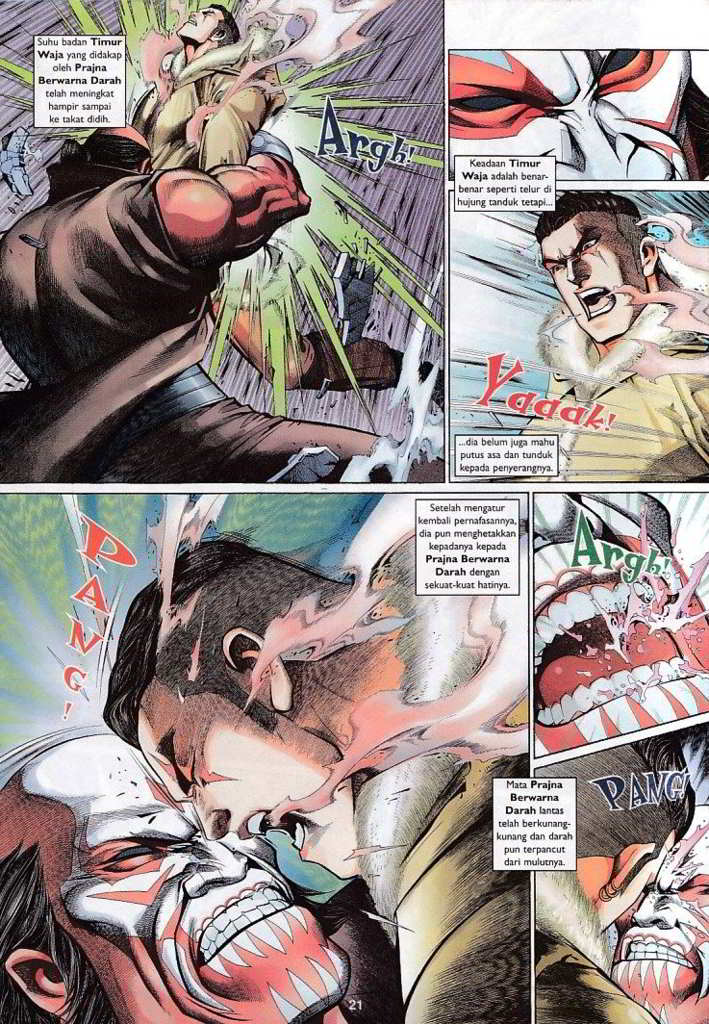 Suhu badan Timur
Waja yang didakap
oleh Prajna
Berwarna Darah
telah meningkat
hampir sampai
ke takat didih.
Argh!
Keadaan Timur
Waja adalah benar-
benar seperti telur di
hujung tanduk tetapi...
Yaaak!
...dia belum juga mahu
putus asa dan tunduk
kepada penyerangnya.
PANG!
Setelah mengatur
kembali pernafasannya,
dia pun menghetakkan
kepadanya kepada
Prajna Berwarna
Darah dengan
sekuat-kuat hatinya.
Argh!
Mata Prajna
Berwarna
Darah lantas
telah berkunang-
kunang dan darah
pun terpancut
dari mulutnya.
PANG!
21